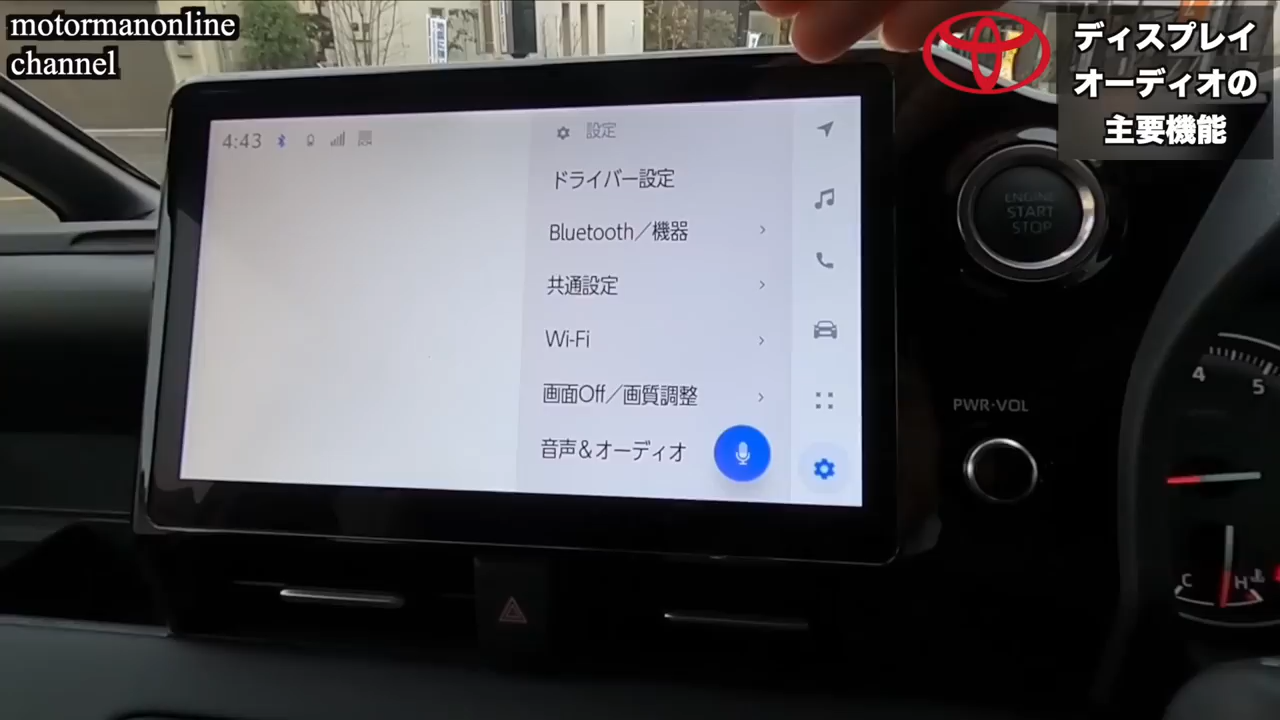 motormanonline
channel
ディスプレイ
オーディオの
主要機能
4:43
設定
ドライバー設定
Bluetooth／機器
共通設定
Wi-Fi
画面Off／画質調整
音声＆オーディオ
ENGINE
START
STOP
PWR·VOL
4
5
C
H